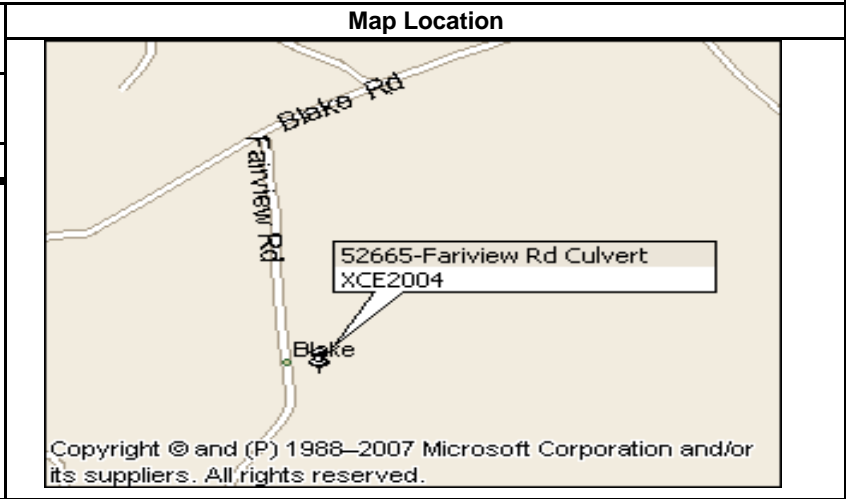 Map Location
Blake Rd
Fairview Rd
52665-Fariview Rd Culvert
XCE2004
Blake
Copyright © and (P) 1988–2007 Microsoft Corporation and/or
its suppliers. All rights reserved.